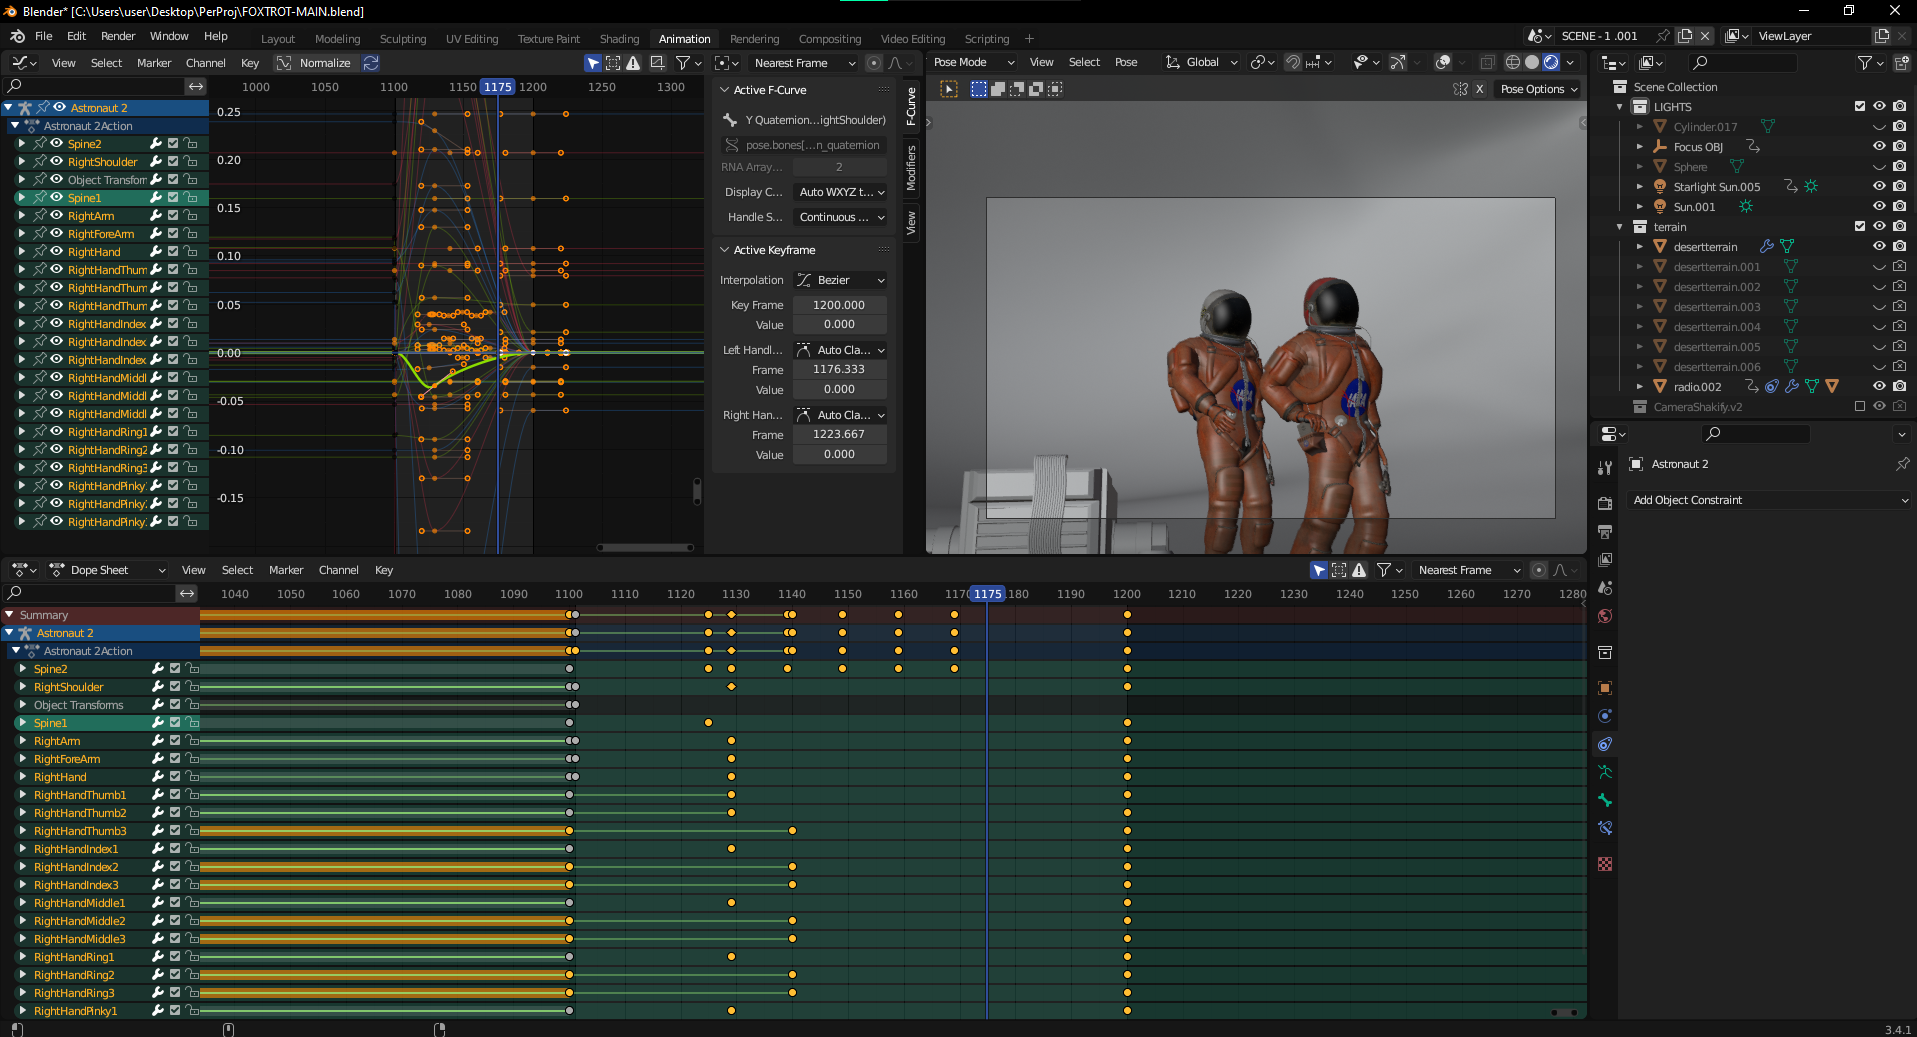 Blender* [C:\Users\user\Desktop\PerProj\FOXTROT-MAIN.blend]
File Edit Render Window Help
Layout Modeling Sculpting UV Editing Texture Paint Shading Animation Rendering Compositing Video Editing Scripting +
SCENE - 1 .001
ViewLayer
View Select Marker Channel Key Normalize Nearest Frame
1000 1050 1100 1150 1175 1200 1250 1300
Astronaut 2
Astronaut 2Action
Spine2
RightShoulder
Object Transforn
Spine1
RightArm
RightForeArm
RightHand
RightHandThum
RightHandThum
RightHandThum
RightHandIndex
RightHandIndex
RightHandIndex
RightHandMiddl
RightHandMiddl
RightHandMiddl
RightHandRing1
RightHandRing2
RightHandRing3
RightHandPinky
RightHandPinky
RightHandPinky
0.25
0.20
0.15
0.10
0.05
0.00
-0.05
-0.10
-0.15
Active F-Curve
Y Quaternion...ightShoulder)
pose.bones[...n_quaternion
RNA Array... 2
Display C... Auto WXYZ t...
Handle S... Continuous ...
Active Keyframe
Interpolation Bezier
Key Frame 1200.000
Value 0.000
Left Handl... Auto Cla...
Frame 1176.333
Value 0.000
Right Han... Auto Cla...
Frame 1223.667
Value 0.000
F-Curve
Modifiers
View
Pose Mode View Select Pose Global
X Pose Options
Scene Collection
LIGHTS
Cylinder.017
Focus OBJ
Sphere
Starlight Sun.005
Sun.001
terrain
desertterrain
desertterrain.001
desertterrain.002
desertterrain.003
desertterrain.004
desertterrain.005
desertterrain.006
radio.002
CameraShakify.v2
Astronaut 2
Add Object Constraint
Dope Sheet View Select Marker Channel Key Nearest Frame
1040 1050 1060 1070 1080 1090 1100 1110 1120 1130 1140 1150 1160 1170 1175 1180 1190 1200 1210 1220 1230 1240 1250 1260 1270 1280
Summary
Astronaut 2
Astronaut 2Action
Spine2
RightShoulder
Object Transforms
Spine1
RightArm
RightForeArm
RightHand
RightHandThumb1
RightHandThumb2
RightHandThumb3
RightHandIndex1
RightHandIndex2
RightHandIndex3
RightHandMiddle1
RightHandMiddle2
RightHandMiddle3
RightHandRing1
RightHandRing2
RightHandRing3
RightHandPinky1
3.4.1